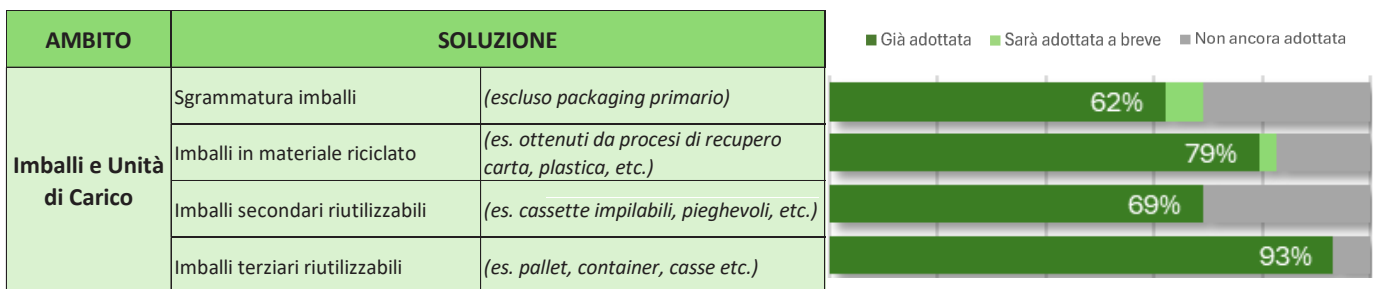 AMBITO SOLUZIONE
Già adottata Sarà adottata a breve Non ancora adottata
Imballi e Unità
di Carico
Sgrammatura imballi (escluso packaging primario) 62%
Imballi in materiale riciclato (es. ottenuti da procesi di recupero
carta, plastica, etc.) 79%
Imballi secondari riutilizzabili (es. cassette impilabili, pieghevoli, etc.) 69%
Imballi terziari riutilizzabili (es. pallet, container, casse etc.) 93%